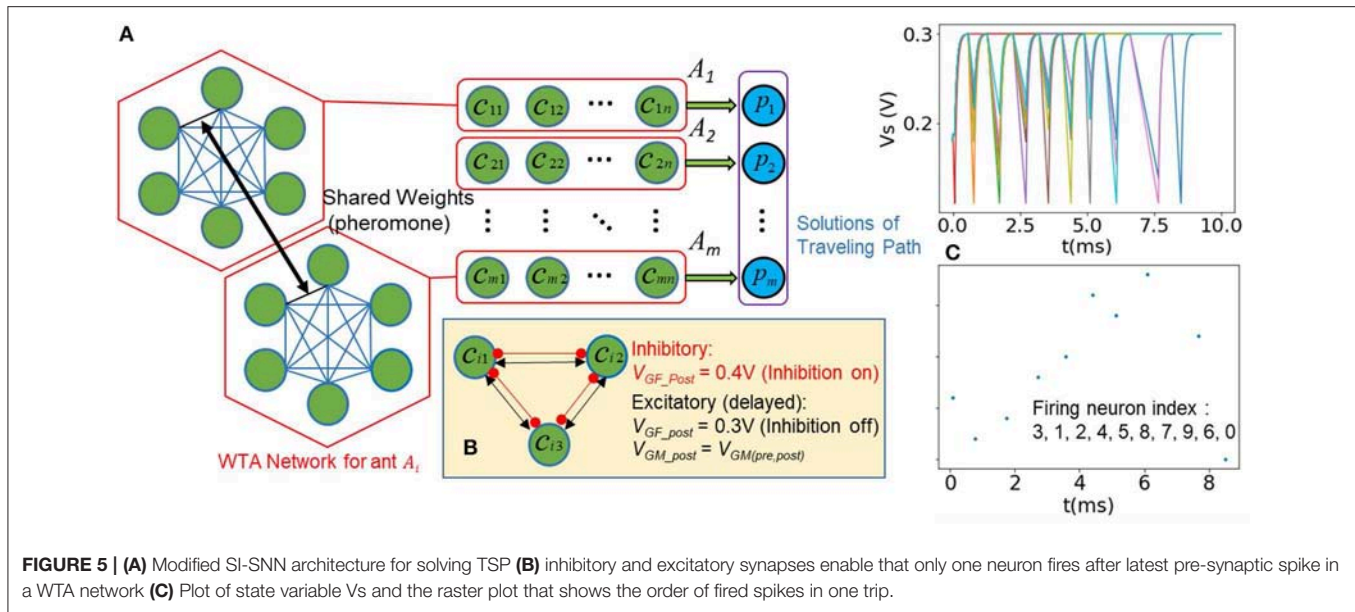 A
A1
C11 C12 ... C1n
p1
A2
C21 C22 ... C2n
p2
Shared Weights
(pheromone)
Solutions of
Traveling Path
Am
Cm1 Cm2 ... Cmn
pm
WTA Network for ant Ai
B
Ci1
Ci2
Ci3
Inhibitory:
VGF_Post = 0.4V (Inhibition on)
Excitatory (delayed):
VGF_post = 0.3V (Inhibition off)
VGM_post = VGM(pre,post)
Vs (V)
0.3
0.2
0.0 2.5 5.0 7.5 10.0
t(ms)
C
Firing neuron index :
3, 1, 2, 4, 5, 8, 7, 9, 6, 0
0 2 4 6 8
t(ms)
FIGURE 5 | (A) Modified SI-SNN architecture for solving TSP (B) inhibitory and excitatory synapses enable that only one neuron fires after latest pre-synaptic spike in
a WTA network (C) Plot of state variable Vs and the raster plot that shows the order of fired spikes in one trip.